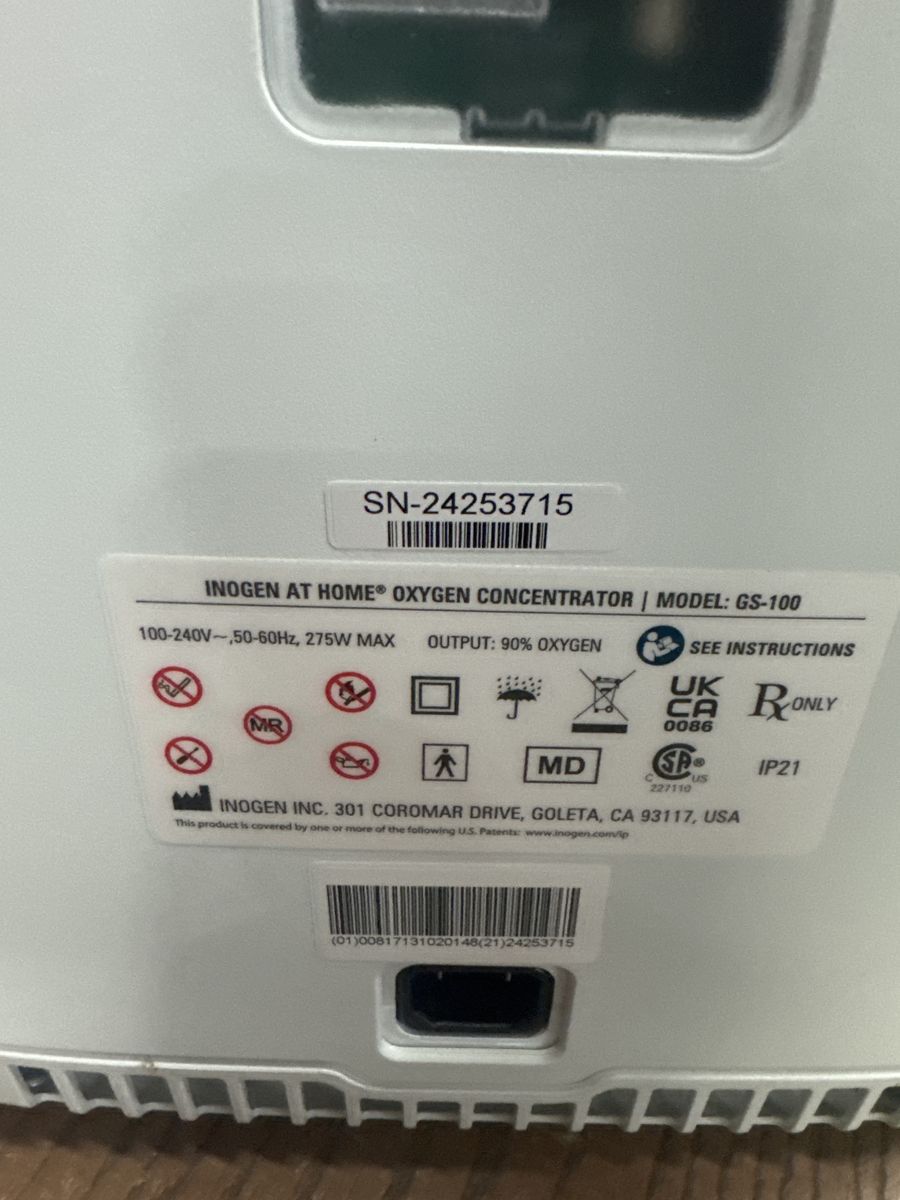 SN-24253715
INOGEN AT HOME® OXYGEN CONCENTRATOR | MODEL: GS-100
100-240V~,50-60Hz, 275W MAX OUTPUT: 90% OXYGEN SEE INSTRUCTIONS
MR
UK
CA
0086
Rx ONLY
MD
SA®
C US
227110
IP21
INOGEN INC. 301 COROMAR DRIVE, GOLETA, CA 93117, USA
This product is covered by one or more of the following U.S. Patents: www.inogen.com/ip
(01)00817131020148(21)24253715